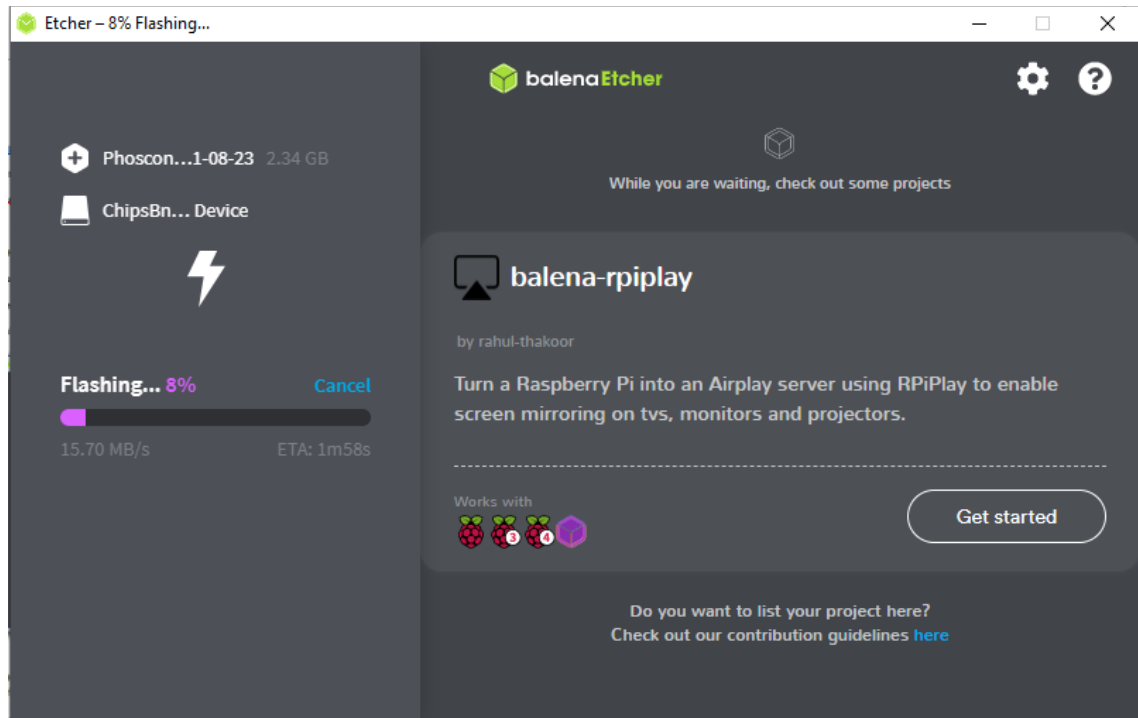 Etcher – 8% Flashing...
balenaEtcher
Phoscon...1-08-23 2.34 GB
ChipsBn... Device
Flashing... 8% Cancel
15.70 MB/s ETA: 1m58s
While you are waiting, check out some projects
balena-rpiplay
by rahul-thakoor
Turn a Raspberry Pi into an Airplay server using RPiPlay to enable
screen mirroring on tvs, monitors and projectors.
Works with
3 4
Get started
Do you want to list your project here?
Check out our contribution guidelines here